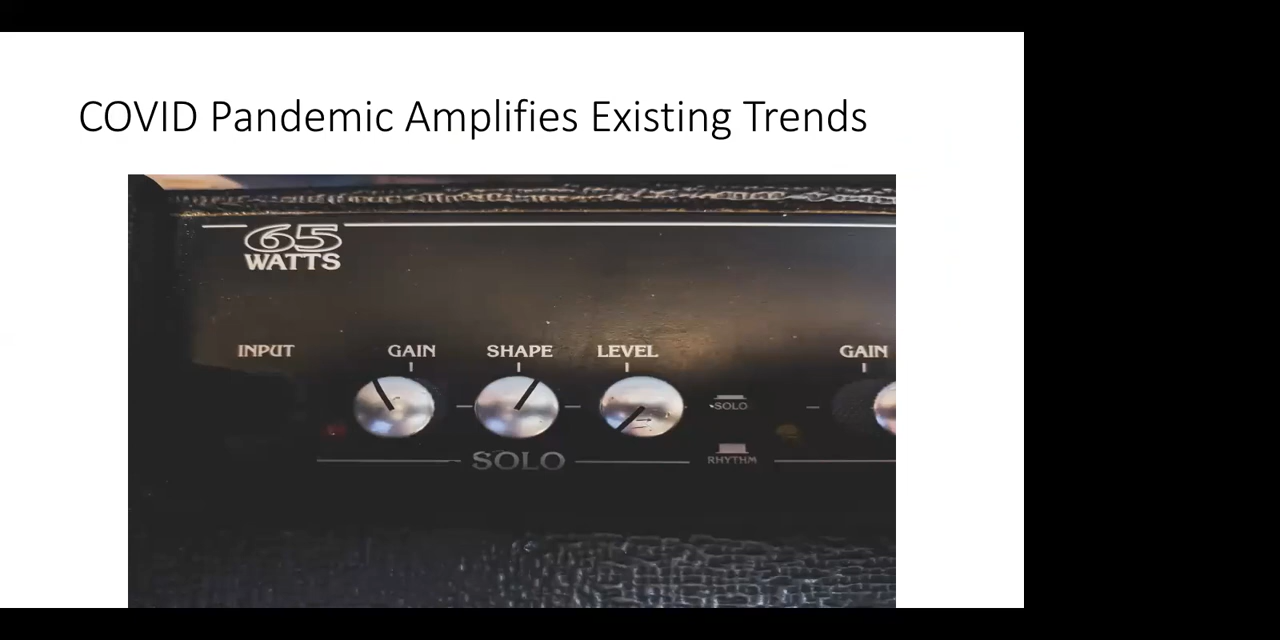 COVID Pandemic Amplifies Existing Trends
65
WATTS
INPUT GAIN SHAPE LEVEL GAIN
SOLO
SOLO RHYTHM